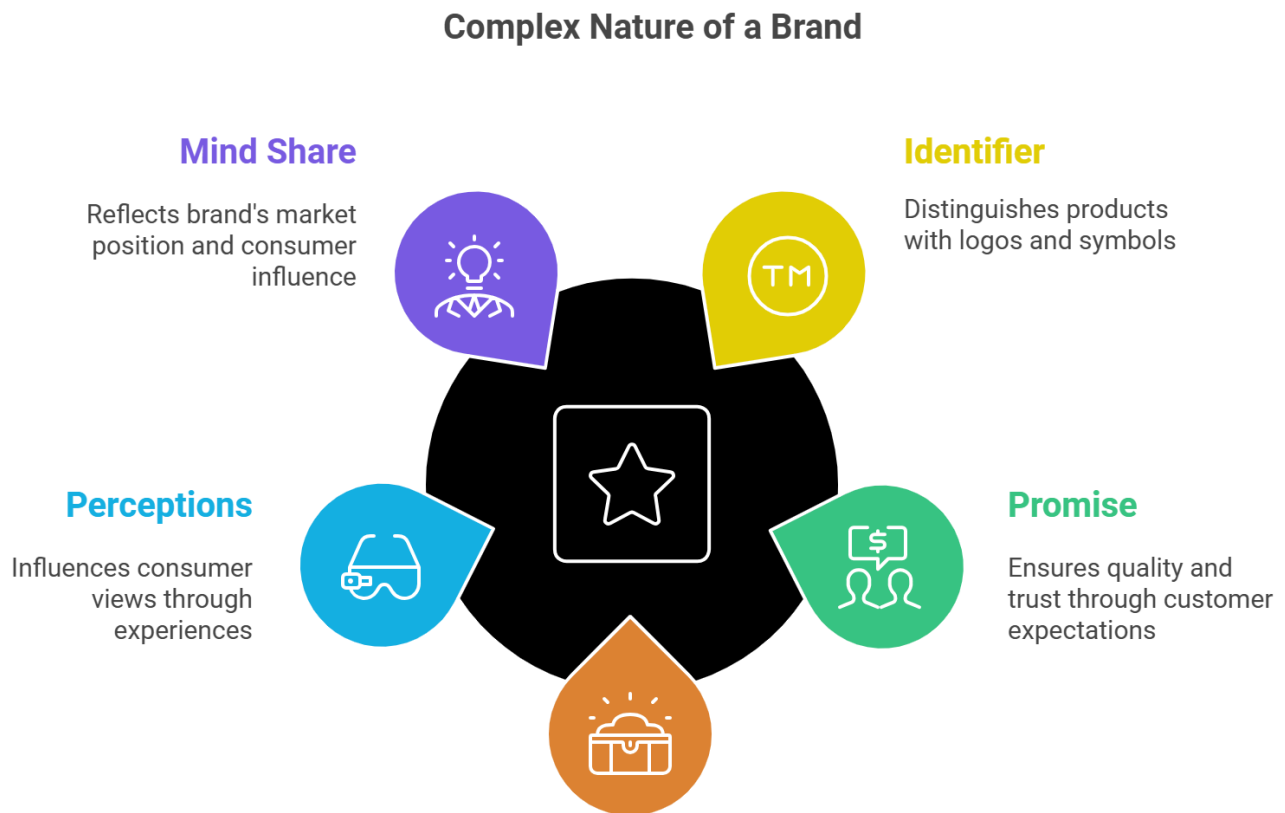 Complex Nature of a Brand
Mind Share
Reflects brand's market
position and consumer
influence
Identifier
Distinguishes products
with logos and symbols
TM
Perceptions
Influences consumer
views through
experiences
Promise
Ensures quality and
trust through customer
expectations
$